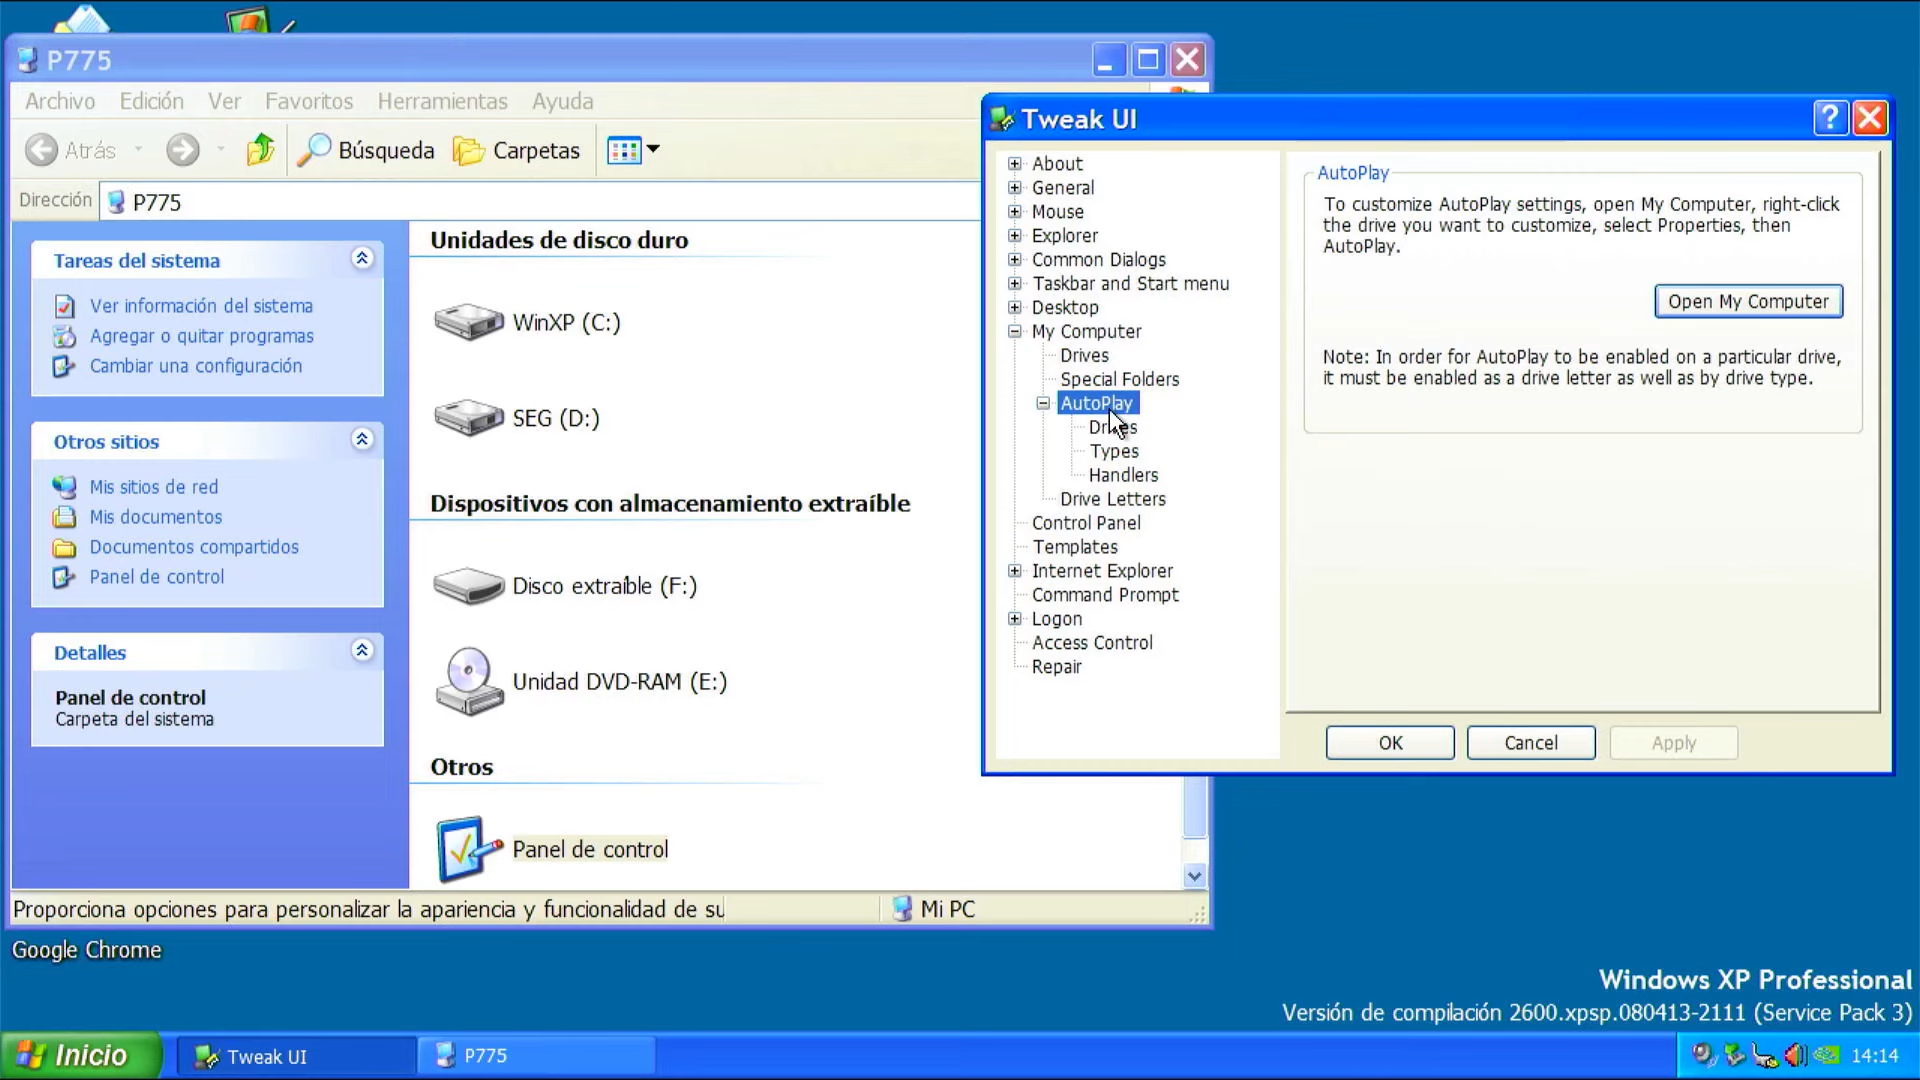 P775
Archivo Edición Ver Favoritos Herramientas Ayuda
Atrás Búsqueda Carpetas
Dirección P775
Tareas del sistema
Ver información del sistema
Agregar o quitar programas
Cambiar una configuración
Otros sitios
Mis sitios de red
Mis documentos
Documentos compartidos
Panel de control
Detalles
Panel de control
Carpeta del sistema
Unidades de disco duro
WinXP (C:)
SEG (D:)
Dispositivos con almacenamiento extraíble
Disco extraíble (F:)
Unidad DVD-RAM (E:)
Otros
Panel de control
Proporciona opciones para personalizar la apariencia y funcionalidad de su
Mi PC
Tweak UI
About
General
Mouse
Explorer
Common Dialogs
Taskbar and Start menu
Desktop
My Computer
Drives
Special Folders
AutoPlay
Drives
Types
Handlers
Drive Letters
Control Panel
Templates
Internet Explorer
Command Prompt
Logon
Access Control
Repair
AutoPlay
To customize AutoPlay settings, open My Computer, right-click
the drive you want to customize, select Properties, then
AutoPlay.
Open My Computer
Note: In order for AutoPlay to be enabled on a particular drive,
it must be enabled as a drive letter as well as by drive type.
OK Cancel Apply
Google Chrome
Windows XP Professional
Versión de compilación 2600.xpsp.080413-2111 (Service Pack 3)
Inicio Tweak UI P775 14:14